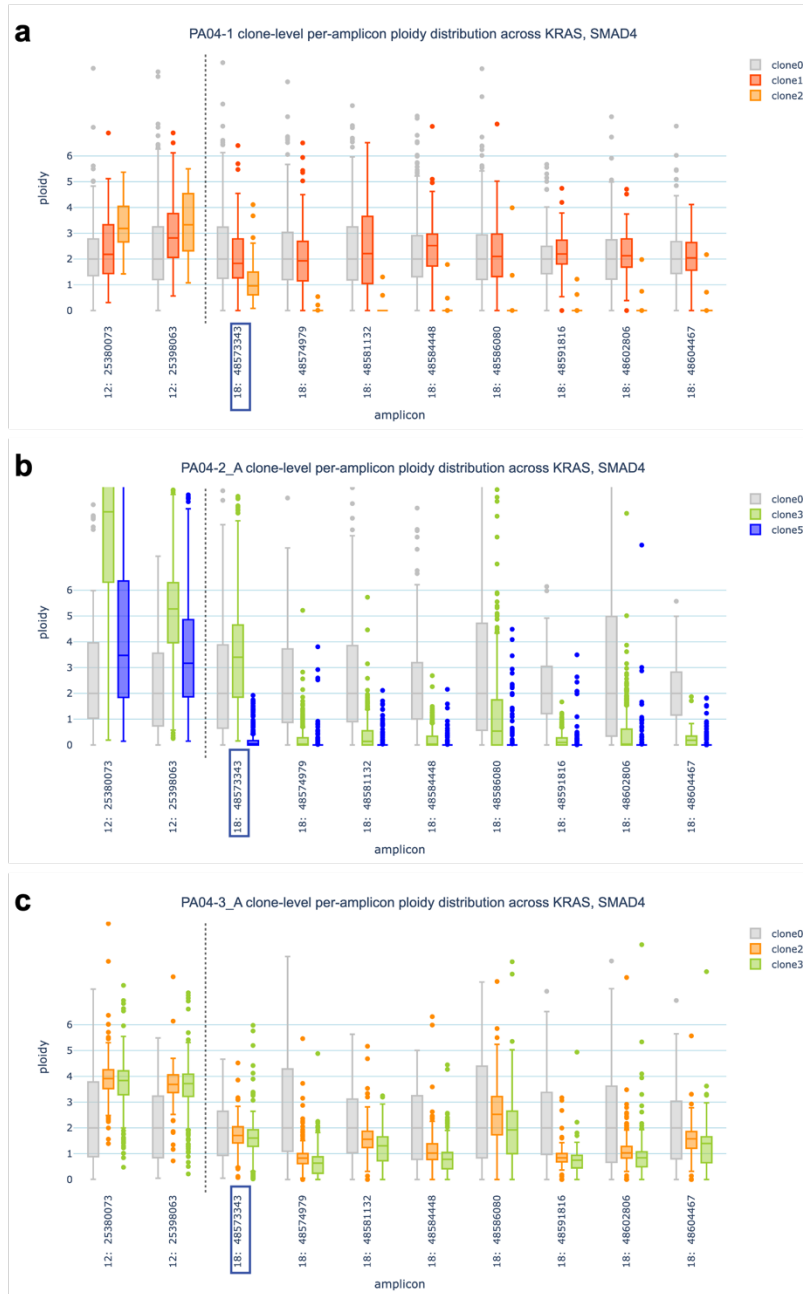 a
PA04-1 clone-level per-amplicon ploidy distribution across KRAS, SMAD4
clone0
clone1
clone2
ploidy
6
5
4
3
2
1
0
12: 25380073
12: 25398063
18: 48573343
18: 48574979
18: 48581132
18: 48584448
18: 48586080
18: 48591816
18: 48602806
18: 48604467
amplicon
b
PA04-2_A clone-level per-amplicon ploidy distribution across KRAS, SMAD4
clone0
clone3
clone5
ploidy
6
5
4
3
2
1
0
12: 25380073
12: 25398063
18: 48573343
18: 48574979
18: 48581132
18: 48584448
18: 48586080
18: 48591816
18: 48602806
18: 48604467
amplicon
c
PA04-3_A clone-level per-amplicon ploidy distribution across KRAS, SMAD4
clone0
clone2
clone3
ploidy
6
5
4
3
2
1
0
12: 25380073
12: 25398063
18: 48573343
18: 48574979
18: 48581132
18: 48584448
18: 48586080
18: 48591816
18: 48602806
18: 48604467
amplicon